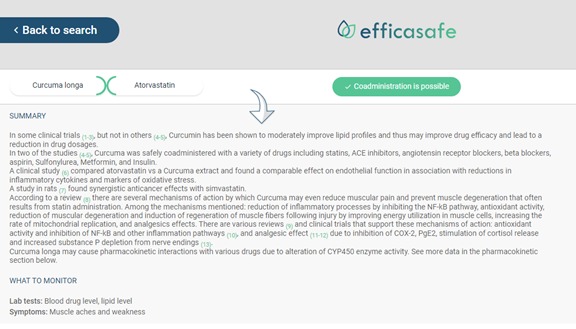 ‹ Back to search
efficasafe
Curcuma longa
Atorvastatin
Coadministration is possible
SUMMARY
In some clinical trials (1-3), but not in others (4-5), Curcumin has been shown to moderately improve lipid profiles and thus may improve drug efficacy and lead to a
reduction in drug dosages.
In two of the studies (4-5), Curcuma was safely coadministered with a variety of drugs including statins, ACE inhibitors, angiotensin receptor blockers, beta blockers,
aspirin, Sulfonylurea, Metformin, and Insulin.
A clinical study (6) compared atorvastatin vs a Curcuma extract and found a comparable effect on endothelial function in association with reductions in
inflammatory cytokines and markers of oxidative stress.
A study in rats (7) found synergistic anticancer effects with simvastatin.
According to a review (8) there are several mechanisms of action by which Curcuma may even reduce muscular pain and prevent muscle degeneration that often
results from statin administration. Among the mechanisms mentioned: reduction of inflammatory processes by inhibiting the NF-kB pathway, antioxidant activity,
reduction of muscular degeneration and induction of regeneration of muscle fibers following injury by improving energy utilization in muscle cells, increasing the
rate of mitochondrial replication, and analgesics effects. There are various reviews (9) and clinical trials that support these mechanisms of action: antioxidant
activity and inhibition of NF-kB and other inflammation pathways (10), and analgesic effect (11-12) due to inhibition of COX-2, PgE2, stimulation of cortisol release
and increased substance P depletion from nerve endings (13).
Curcuma longa may cause pharmacokinetic interactions with various drugs due to alteration of CYP450 enzyme activity. See more data in the pharmacokinetic
section below.
WHAT TO MONITOR
Lab tests: Blood drug level, lipid level
Symptoms: Muscle aches and weakness